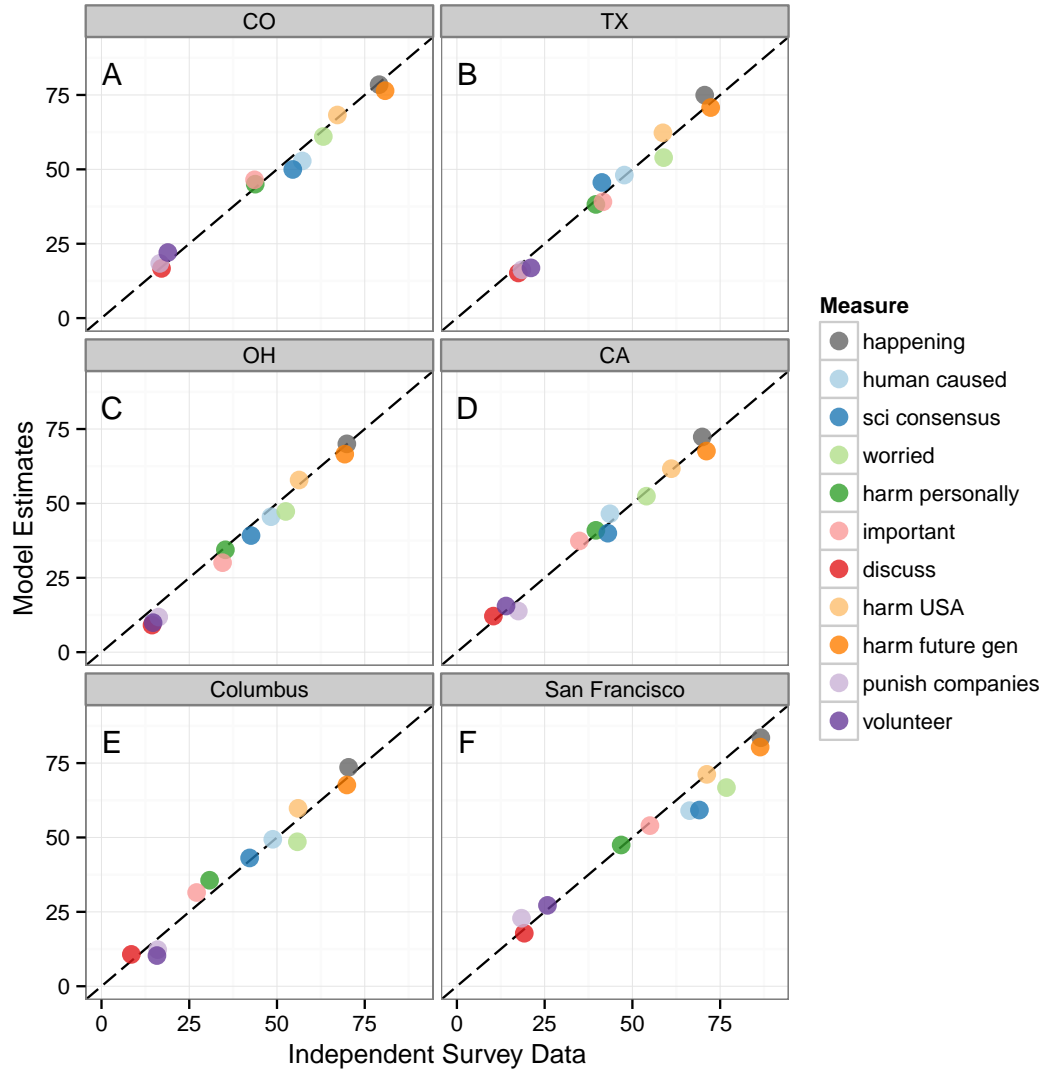 CO
TX
A
B
75
50
25
0
OH
CA
C
D
75
50
25
0
Columbus
San Francisco
E
F
75
50
25
0
0
25
50
75
0
25
50
75
Model Estimates
Independent Survey Data
Measure
happening
human caused
sci consensus
worried
harm personally
important
discuss
harm USA
harm future gen
punish companies
volunteer